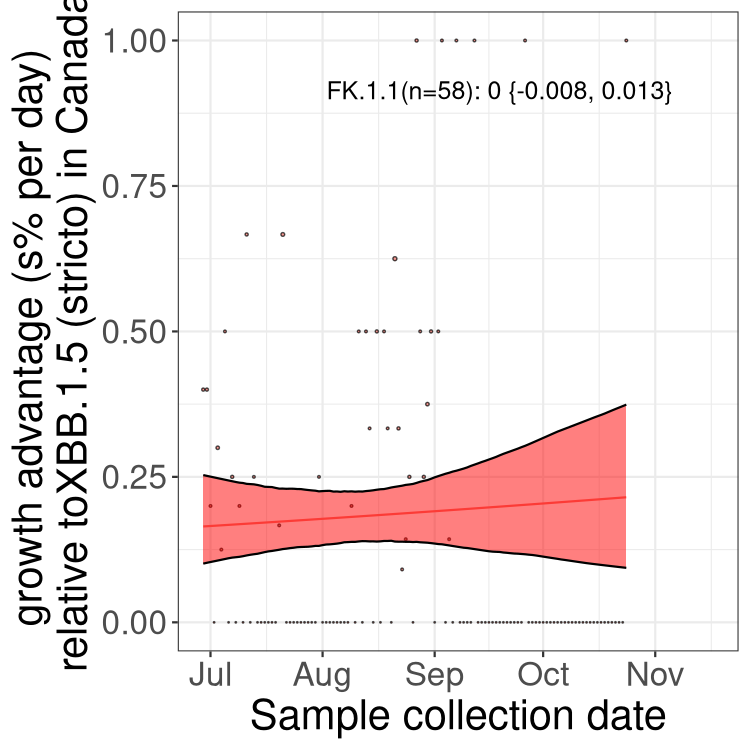 growth advantage (s% per day)
relative toXBB.1.5 (stricto) in Canada
1.00
0.75
0.50
0.25
0.00
FK.1.1(n=58): 0 {-0.008, 0.013}
Jul Aug Sep Oct Nov
Sample collection date